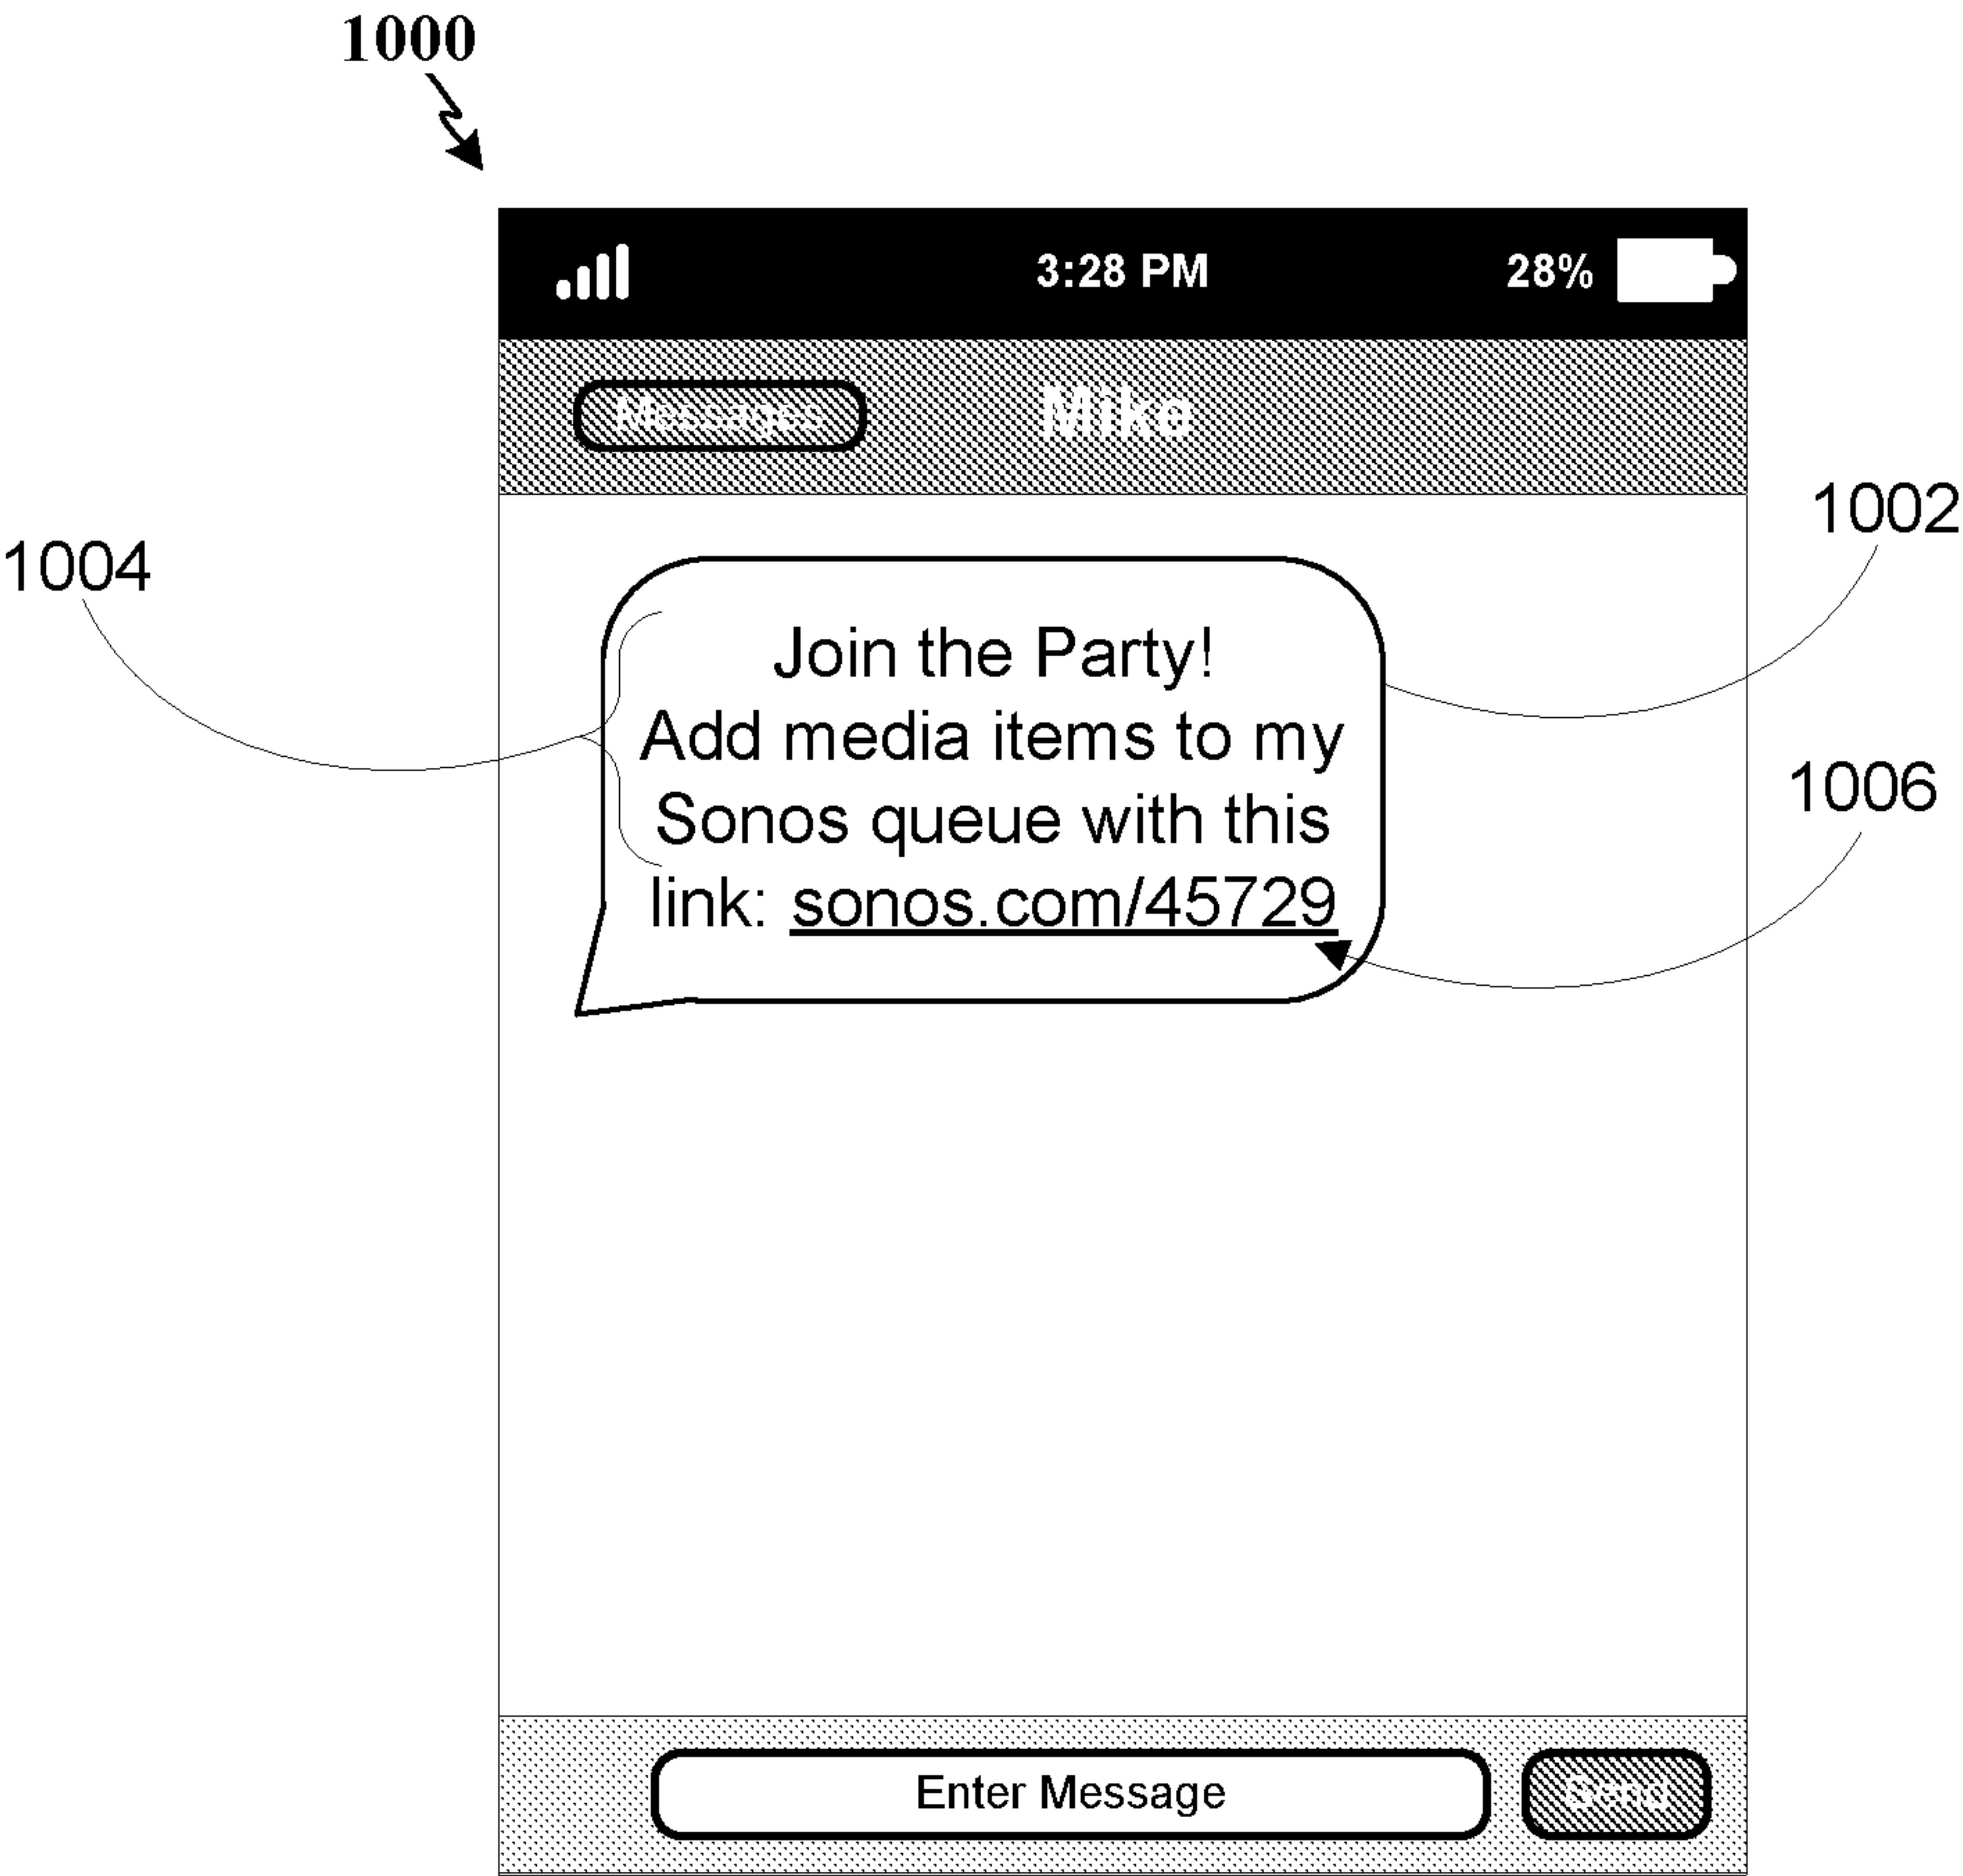 1000
3:28 PM 28%
Messages Mike
1002
1004
Join the Party!
Add media items to my
Sonos queue with this
link: sonos.com/45729
1006
Enter Message Send